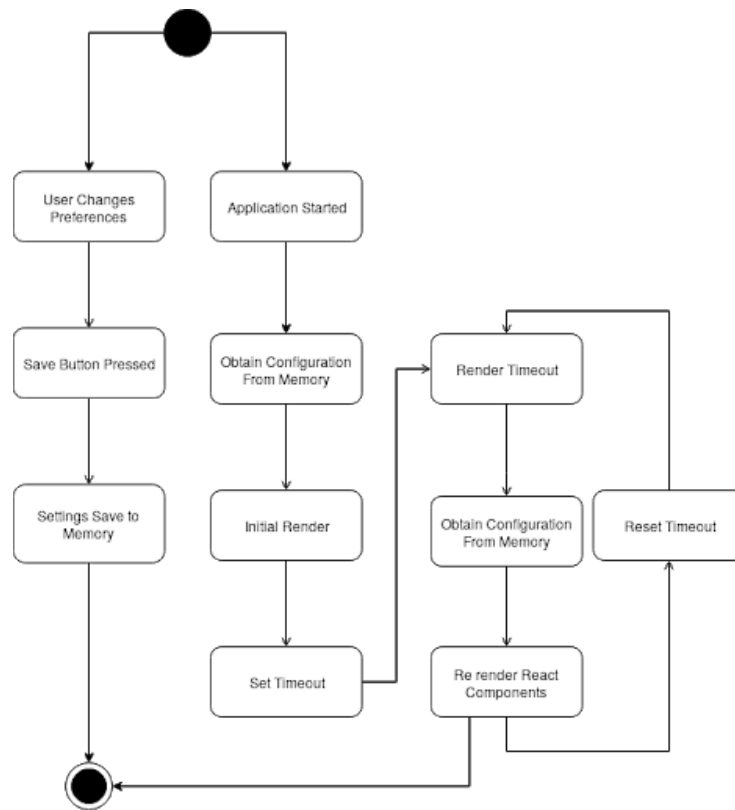 User Changes
Preferences
Application Started
Save Button Pressed
Obtain Configuration
From Memory
Render Timeout
Settings Save to
Memory
Initial Render
Obtain Configuration
From Memory
Reset Timeout
Set Timeout
Re render React
Components